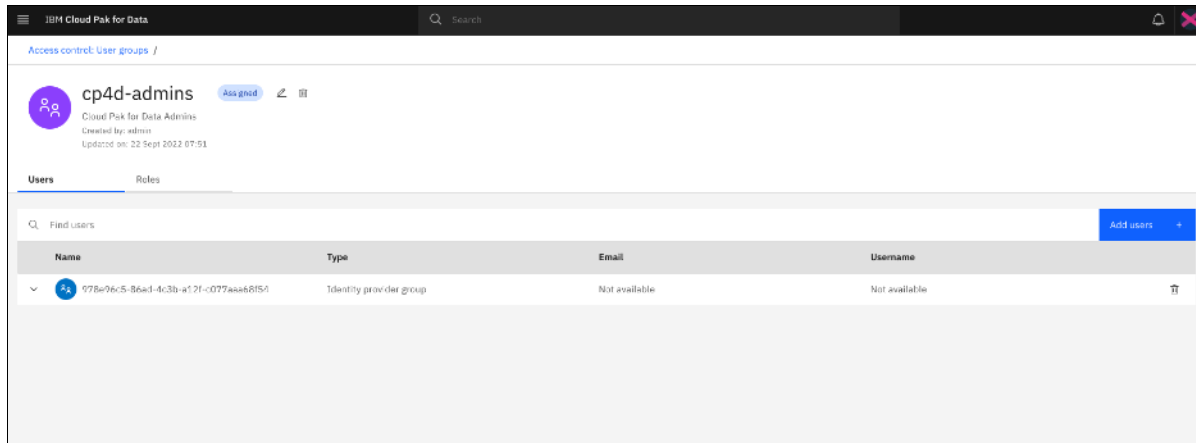 IBM Cloud Pak for Data
Search
Access control: User groups /
cp4d-admins Assigned
Cloud Pak for Data Admins
Created by: admin
Updated on: 22 Sept 2022 07:51
Users Roles
Find users
Add users +
Name Type Email Username
978e96c5-86ad-4c3b-a12f-c077aaa68f54 Identity provider group Not available Not available